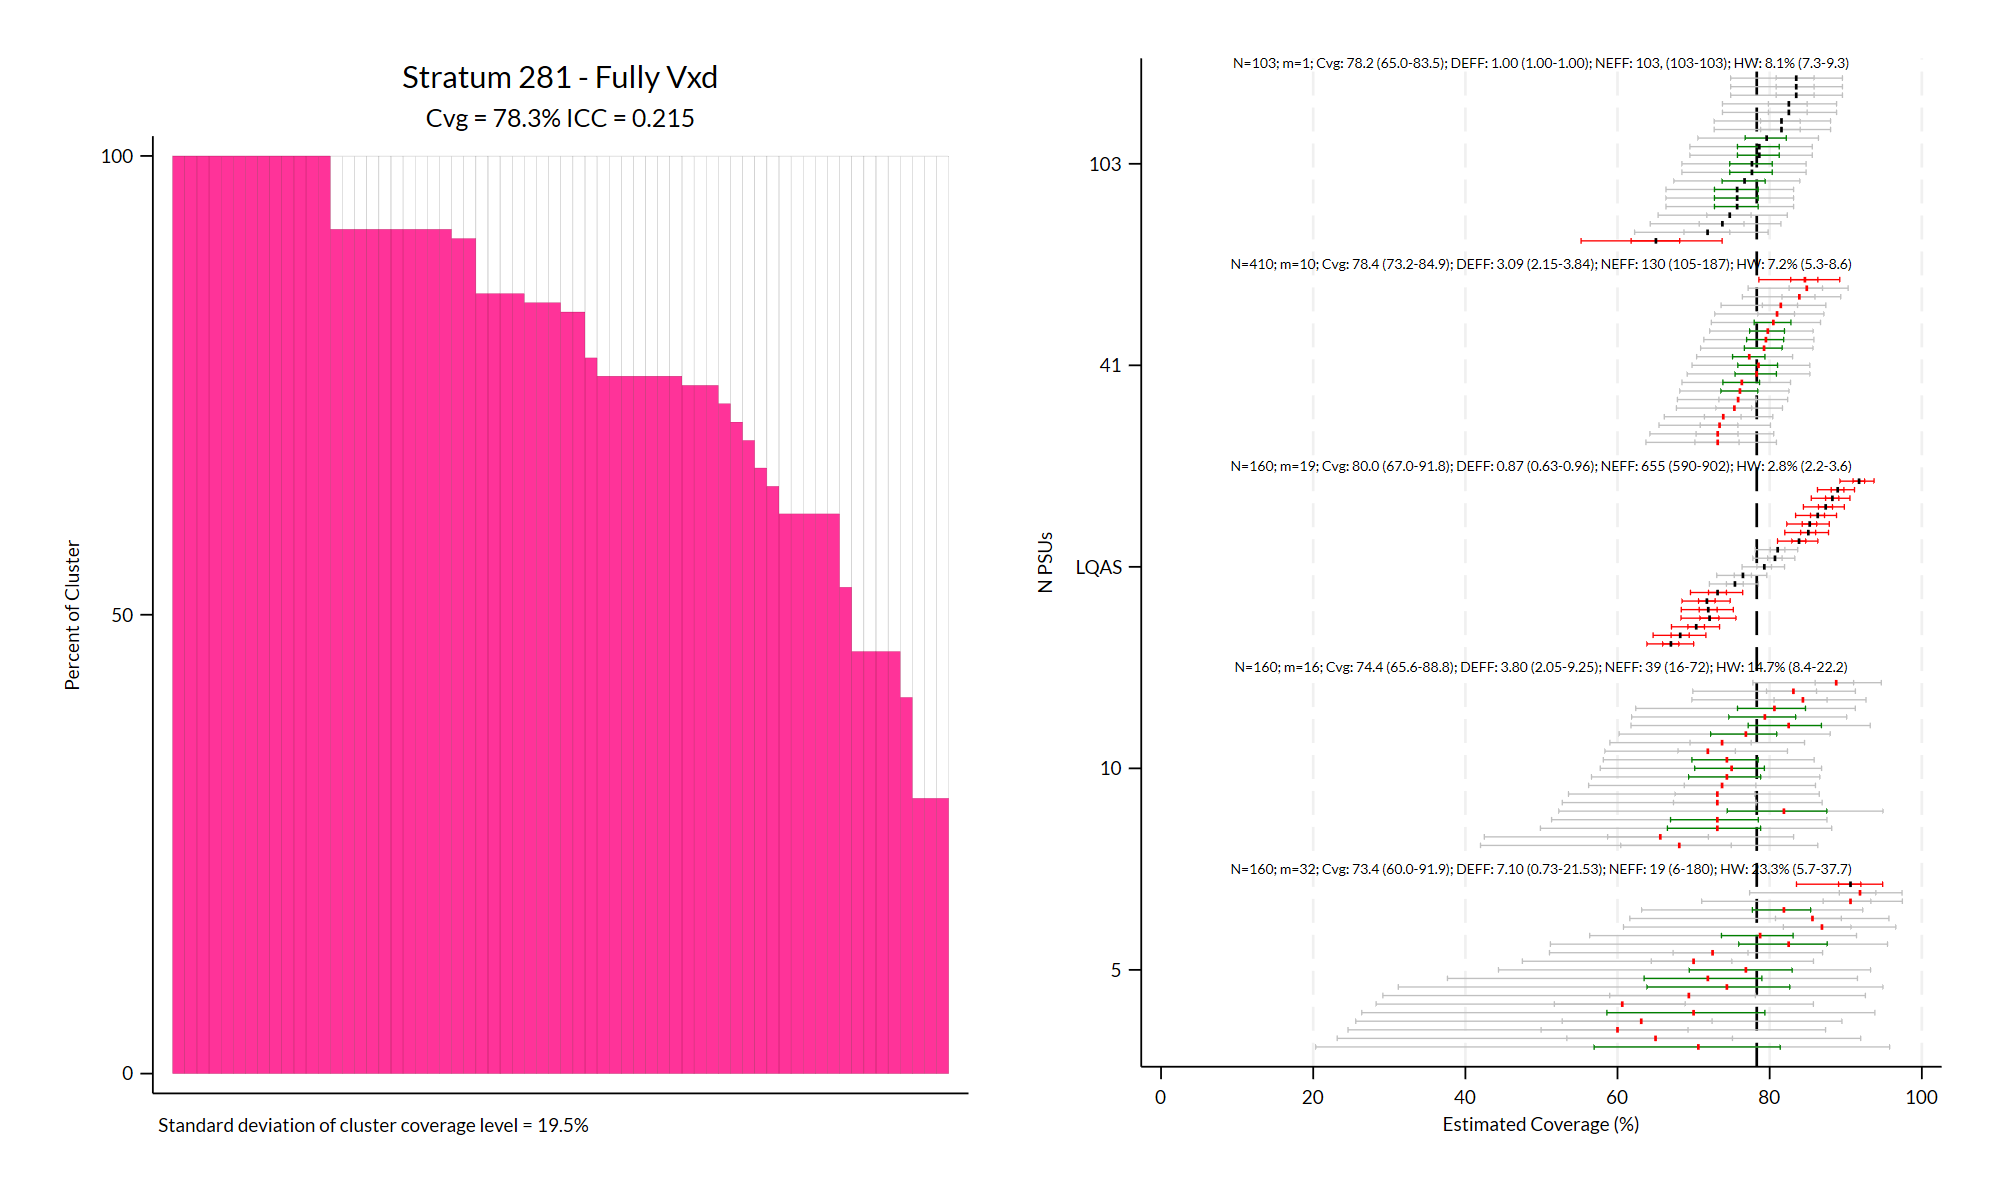 Stratum 281 - Fully Vxd
Cvg = 78.3% ICC = 0.215
100
50
0
Percent of Cluster
Standard deviation of cluster coverage level = 19.5%
N=103; m=1; Cvg: 78.2 (65.0-83.5); DEFF: 1.00 (1.00-1.00); NEFF: 103, (103-103); HW: 8.1% (7.3-9.3)
103
N=410; m=10; Cvg: 78.4 (73.2-84.9); DEFF: 3.09 (2.15-3.84); NEFF: 130 (105-187); HW: 7.2% (5.3-8.6)
41
N=160; m=19; Cvg: 80.0 (67.0-91.8); DEFF: 0.87 (0.63-0.96); NEFF: 655 (590-902); HW: 2.8% (2.2-3.6)
N PSUs
LQAS
N=160; m=16; Cvg: 74.4 (65.6-88.8); DEFF: 3.80 (2.05-9.25); NEFF: 39 (16-72); HW: 14.7% (8.4-22.2)
10
N=160; m=32; Cvg: 73.4 (60.0-91.9); DEFF: 7.10 (0.73-21.53); NEFF: 19 (6-180); HW: 23.3% (5.7-37.7)
5
0 20 40 60 80 100
Estimated Coverage (%)